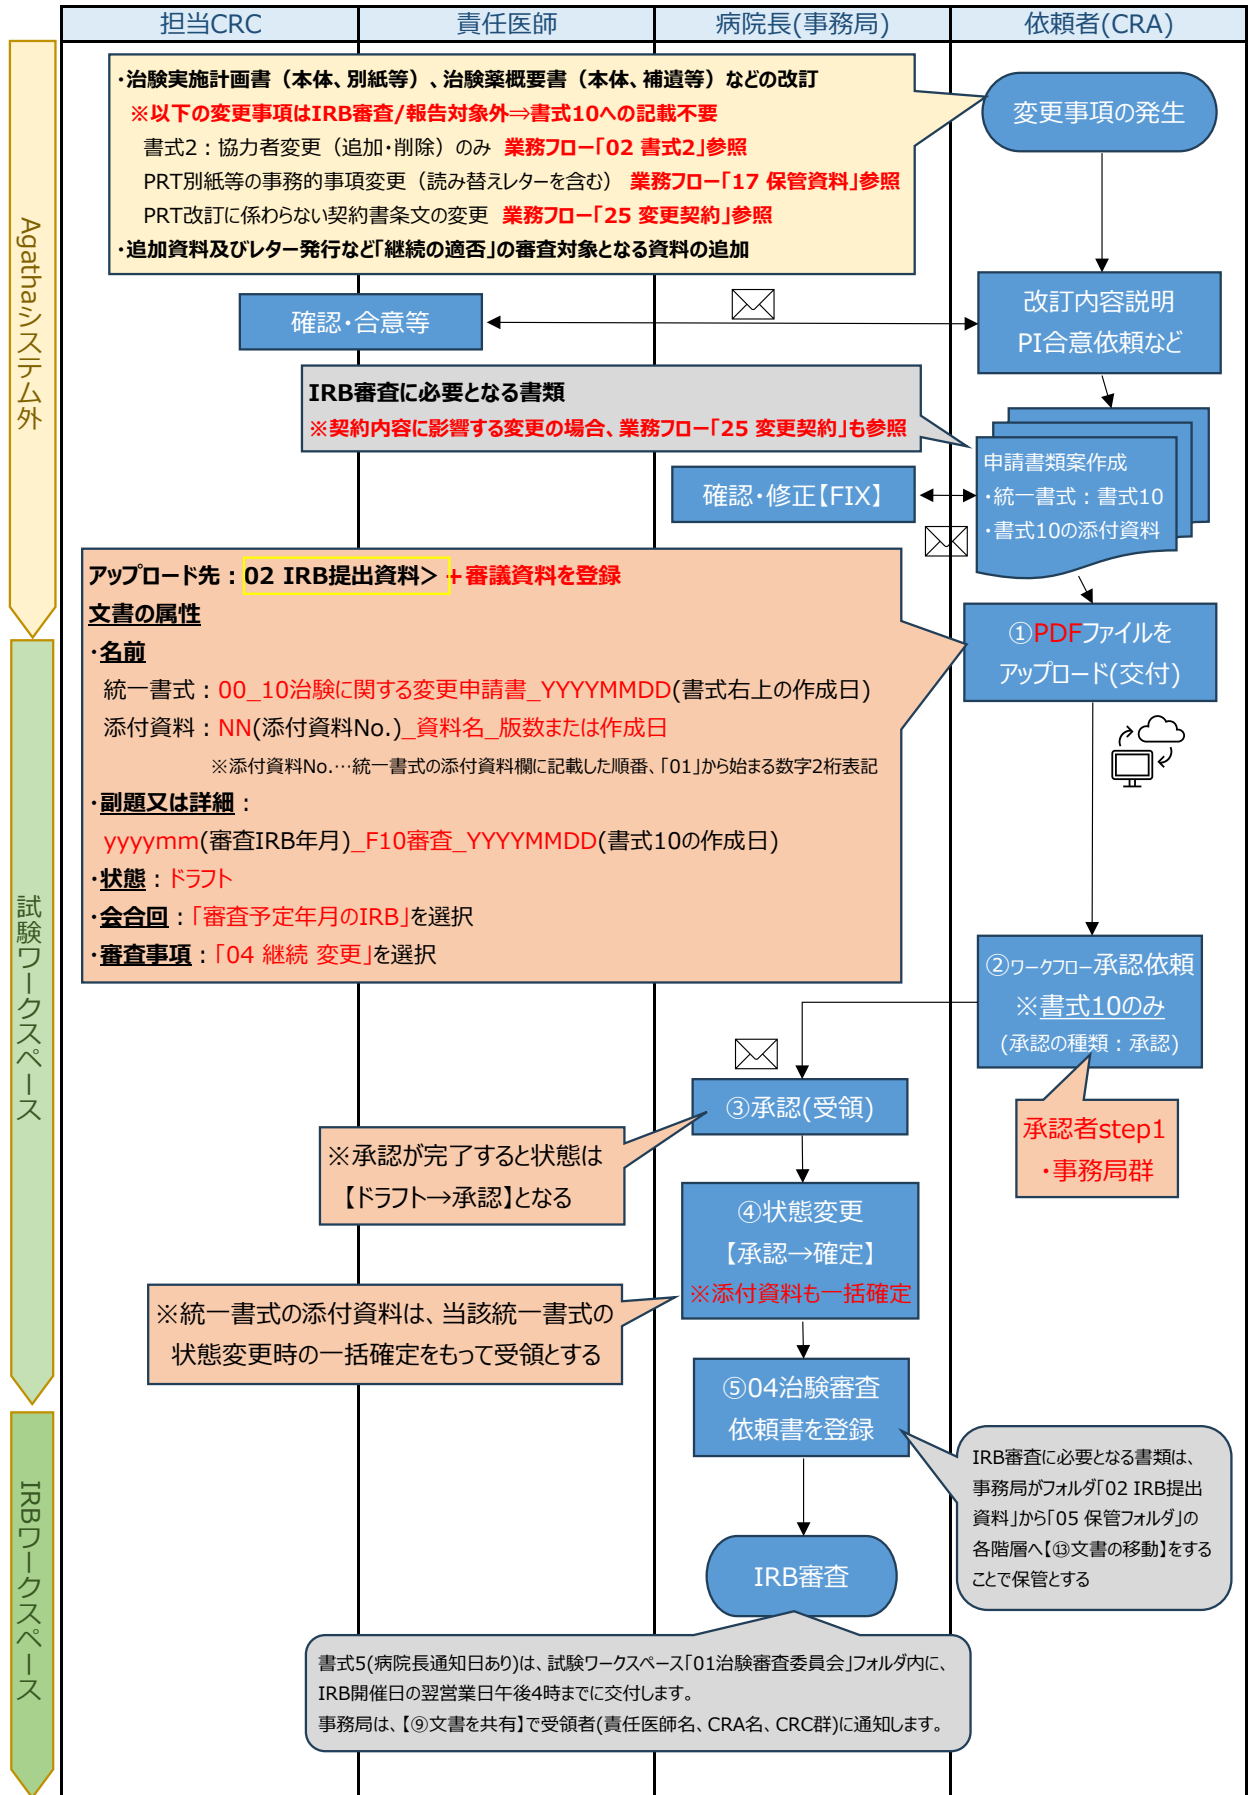 担当CRC
責任医師
病院長(事務局)
依頼者(CRA)
Agathaシステム外
・治験実施計画書（本体、別紙等）、治験薬概要書（本体、補遺等）などの改訂
※以下の変更事項はIRB審査/報告対象外⇒書式10への記載不要
書式2：協力者変更（追加・削除）のみ 業務フロー「02 書式2」参照
PRT別紙等の事務的事項変更（読み替えレターを含む） 業務フロー「17 保管資料」参照
PRT改訂に係わらない契約書条文の変更 業務フロー「25 変更契約」参照
・追加資料及びレター発行など「継続の適否」の審査対象となる資料の追加
変更事項の発生
確認・合意等
改訂内容説明
PI合意依頼など
IRB審査に必要となる書類
※契約内容に影響する変更の場合、業務フロー「25 変更契約」も参照
申請書類案作成
・統一書式：書式10
・書式10の添付資料
確認・修正【FIX】
試験ワークスペース
アップロード先：02 IRB提出資料＞＋審議資料を登録
文書の属性
・名前
統一書式：00_10治験に関する変更申請書_YYYYMMDD(書式右上の作成日)
添付資料：NN(添付資料No.)_資料名_版数または作成日
※添付資料No.…統一書式の添付資料欄に記載した順番、「01」から始まる数字2桁表記
・副題又は詳細：
yyyymm(審査IRB年月)_F10審査_YYYYMMDD(書式10の作成日)
・状態：ドラフト
・会合回：「審査予定年月のIRB」を選択
・審査事項：「04 継続 変更」を選択
①PDFファイルを
アップロード(交付)
②ワークフロー承認依頼
※書式10のみ
(承認の種類：承認)
承認者step1
・事務局群
③承認(受領)
※承認が完了すると状態は
【ドラフト→承認】となる
④状態変更
【承認→確定】
※添付資料も一括確定
※統一書式の添付資料は、当該統一書式の
状態変更時の一括確定をもって受領とする
⑤04治験審査
依頼書を登録
IRBワークスペース
IRB審査に必要となる書類は、
事務局がフォルダ「02 IRB提出
資料」から「05 保管フォルダ」の
各階層へ【⑬文書の移動】をする
ことで保管とする
IRB審査
書式5(病院長通知日あり)は、試験ワークスペース「01治験審査委員会」フォルダ内に、
IRB開催日の翌営業日午後4時までに交付します。
事務局は、【⑨文書を共有】で受領者(責任医師名、CRA名、CRC群)に通知します。